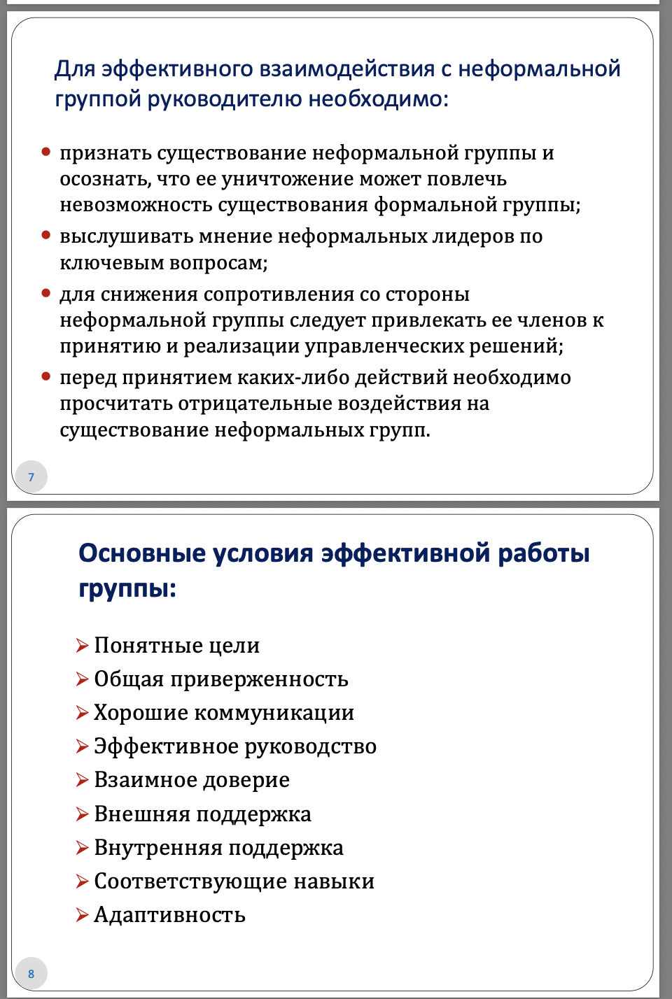 Для эффективного взаимодействия с неформальной
группой руководителю необходимо:
• признать существование неформальной группы и
осознать, что ее уничтожение может повлечь
невозможность существования формальной группы;
• выслушивать мнение неформальных лидеров по
ключевым вопросам;
• для снижения сопротивления со стороны
неформальной группы следует привлекать ее членов к
принятию и реализации управленческих решений;
• перед принятием каких-либо действий необходимо
просчитать отрицательные воздействия на
существование неформальных групп.
7
Основные условия эффективной работы
группы:
➢ Понятные цели
➢ Общая приверженность
➢ Хорошие коммуникации
➢ Эффективное руководство
➢ Взаимное доверие
➢ Внешняя поддержка
➢ Внутренняя поддержка
➢ Соответствующие навыки
➢ Адаптивность
8